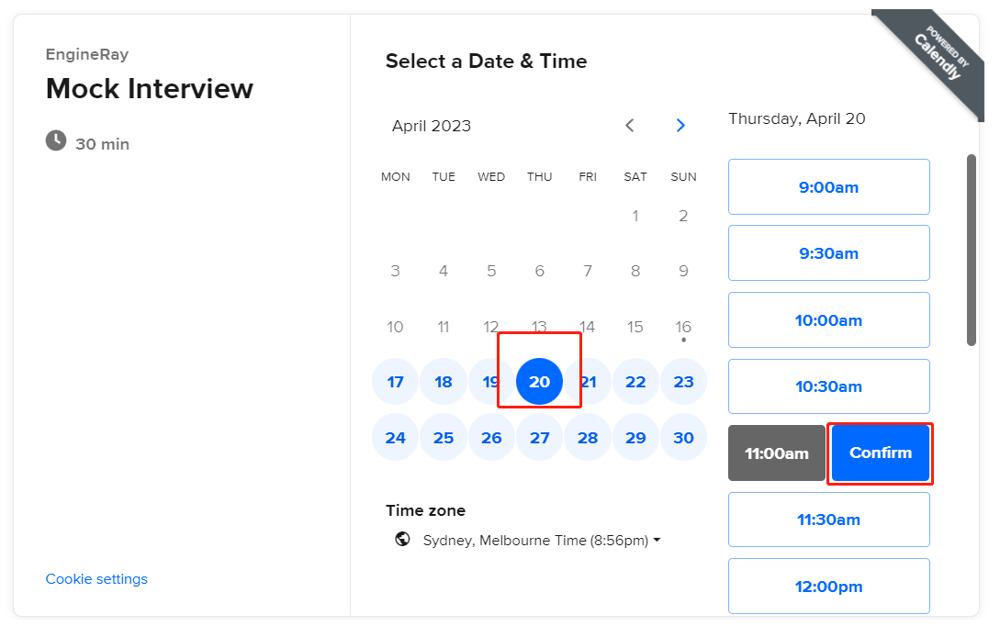 EngineRay
Mock Interview
30 min
Cookie settings
Select a Date & Time
April 2023
MON TUE WED THU FRI SAT SUN
1 2
3 4 5 6 7 8 9
10 11 12 13 14 15 16
17 18 19 20 21 22 23
24 25 26 27 28 29 30
Time zone
Sydney, Melbourne Time (8:56pm)
Thursday, April 20
9:00am
9:30am
10:00am
10:30am
11:00am Confirm
11:30am
12:00pm
POWERED BY
Calendly